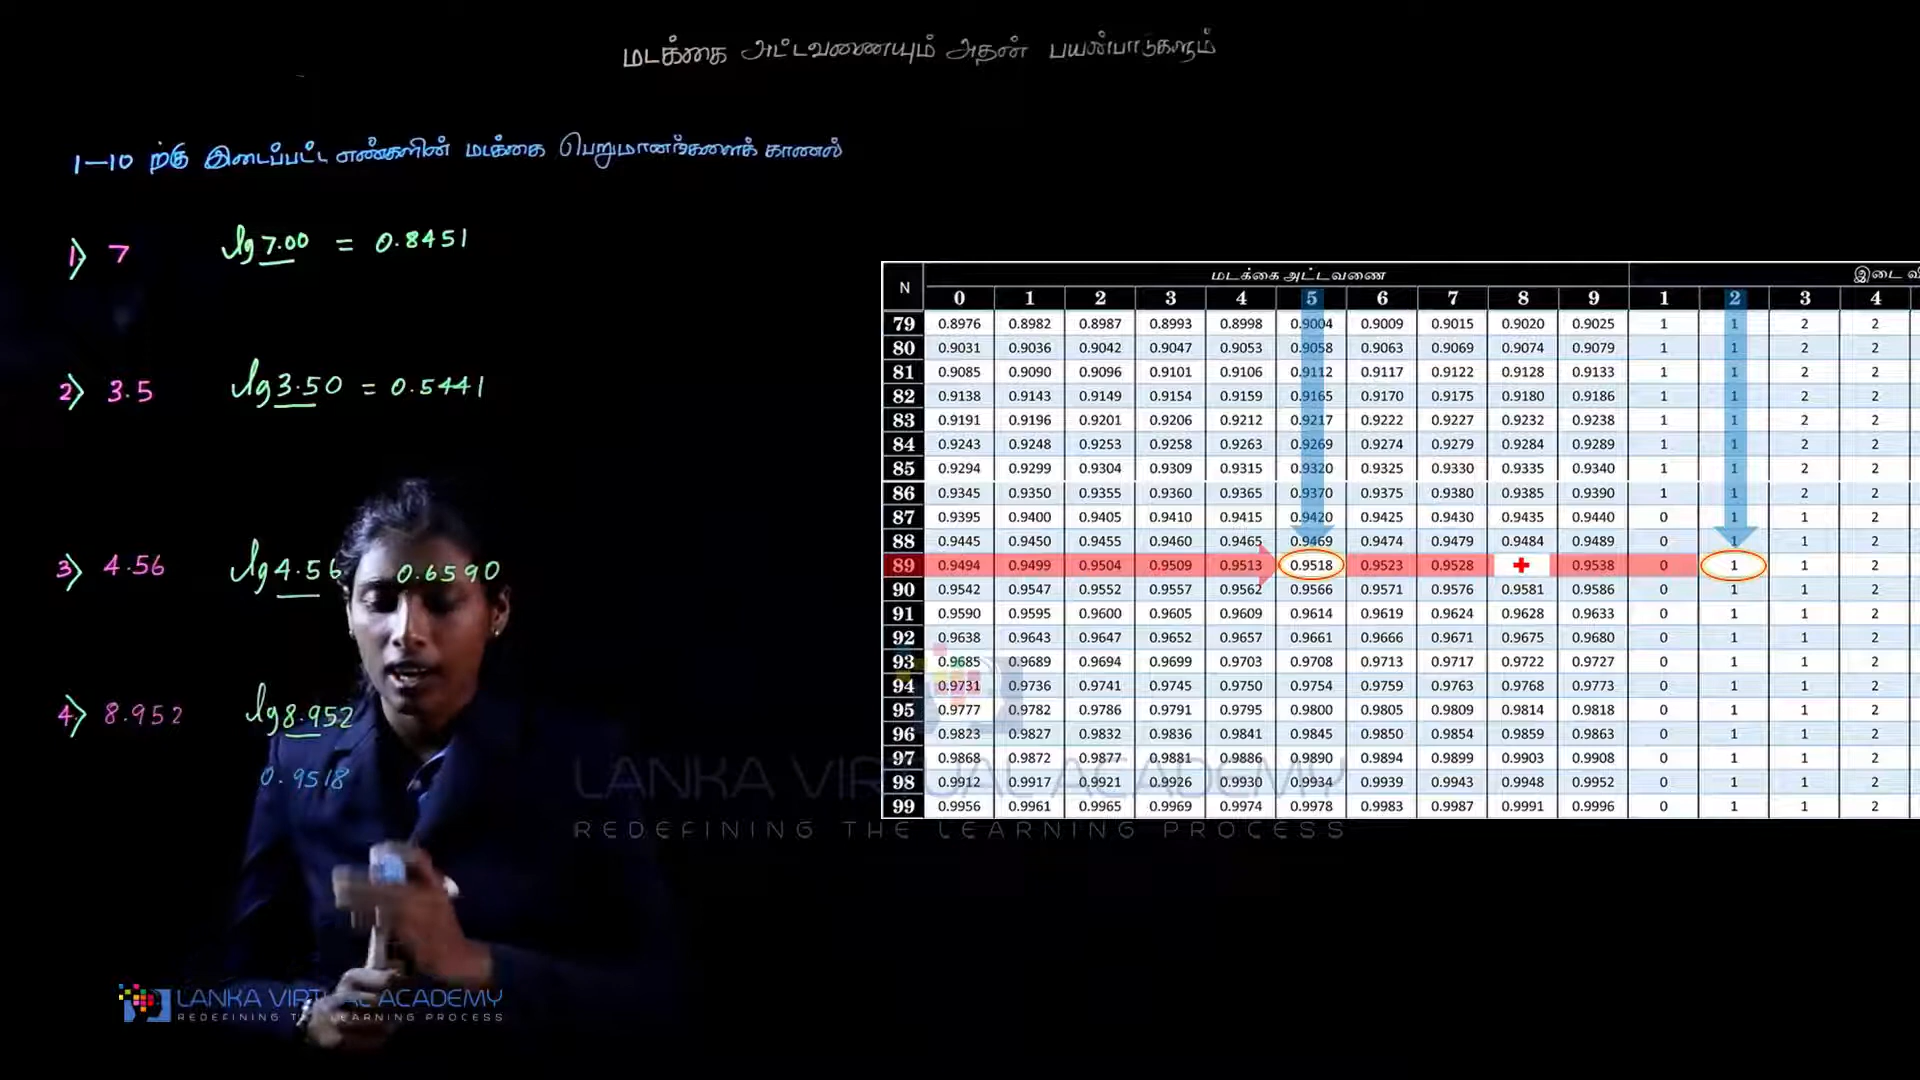 மடக்கை அட்டவணையும் அதன் பயன்பாடுகளும்
1-10 ற்கு இடைப்பட்ட எண்களின் மடக்கை பெறுமானங்களைக் காணல்
1) 7 lg 7.00 = 0.8451
2) 3.5 lg 3.50 = 0.5441
3) 4.56 lg 4.56 0.6590
4) 8.952 lg 8.952
0.9518
N மடக்கை அட்டவணை இடை வி
0 1 2 3 4 5 6 7 8 9 1 2 3 4
79 0.8976 0.8982 0.8987 0.8993 0.8998 0.9004 0.9009 0.9015 0.9020 0.9025 1 1 2 2
80 0.9031 0.9036 0.9042 0.9047 0.9053 0.9058 0.9063 0.9069 0.9074 0.9079 1 1 2 2
81 0.9085 0.9090 0.9096 0.9101 0.9106 0.9112 0.9117 0.9122 0.9128 0.9133 1 1 2 2
82 0.9138 0.9143 0.9149 0.9154 0.9159 0.9165 0.9170 0.9175 0.9180 0.9186 1 1 2 2
83 0.9191 0.9196 0.9201 0.9206 0.9212 0.9217 0.9222 0.9227 0.9232 0.9238 1 1 2 2
84 0.9243 0.9248 0.9253 0.9258 0.9263 0.9269 0.9274 0.9279 0.9284 0.9289 1 1 2 2
85 0.9294 0.9299 0.9304 0.9309 0.9315 0.9320 0.9325 0.9330 0.9335 0.9340 1 1 2 2
86 0.9345 0.9350 0.9355 0.9360 0.9365 0.9370 0.9375 0.9380 0.9385 0.9390 1 1 2 2
87 0.9395 0.9400 0.9405 0.9410 0.9415 0.9420 0.9425 0.9430 0.9435 0.9440 0 1 1 2
88 0.9445 0.9450 0.9455 0.9460 0.9465 0.9469 0.9474 0.9479 0.9484 0.9489 0 1 1 2
89 0.9494 0.9499 0.9504 0.9509 0.9513 0.9518 0.9523 0.9528 + 0.9538 0 1 1 2
90 0.9542 0.9547 0.9552 0.9557 0.9562 0.9566 0.9571 0.9576 0.9581 0.9586 0 1 1 2
91 0.9590 0.9595 0.9600 0.9605 0.9609 0.9614 0.9619 0.9624 0.9628 0.9633 0 1 1 2
92 0.9638 0.9643 0.9647 0.9652 0.9657 0.9661 0.9666 0.9671 0.9675 0.9680 0 1 1 2
93 0.9685 0.9689 0.9694 0.9699 0.9703 0.9708 0.9713 0.9717 0.9722 0.9727 0 1 1 2
94 0.9731 0.9736 0.9741 0.9745 0.9750 0.9754 0.9759 0.9763 0.9768 0.9773 0 1 1 2
95 0.9777 0.9782 0.9786 0.9791 0.9795 0.9800 0.9805 0.9809 0.9814 0.9818 0 1 1 2
96 0.9823 0.9827 0.9832 0.9836 0.9841 0.9845 0.9850 0.9854 0.9859 0.9863 0 1 1 2
97 0.9868 0.9872 0.9877 0.9881 0.9886 0.9890 0.9894 0.9899 0.9903 0.9908 0 1 1 2
98 0.9912 0.9917 0.9921 0.9926 0.9930 0.9934 0.9939 0.9943 0.9948 0.9952 0 1 1 2
99 0.9956 0.9961 0.9965 0.9969 0.9974 0.9978 0.9983 0.9987 0.9991 0.9996 0 1 1 2
LANKA VIRTUAL ACADEMY
REDEFINING THE LEARNING PROCESS
LANKA VIRTUAL ACADEMY
REDEFINING THE LEARNING PROCESS